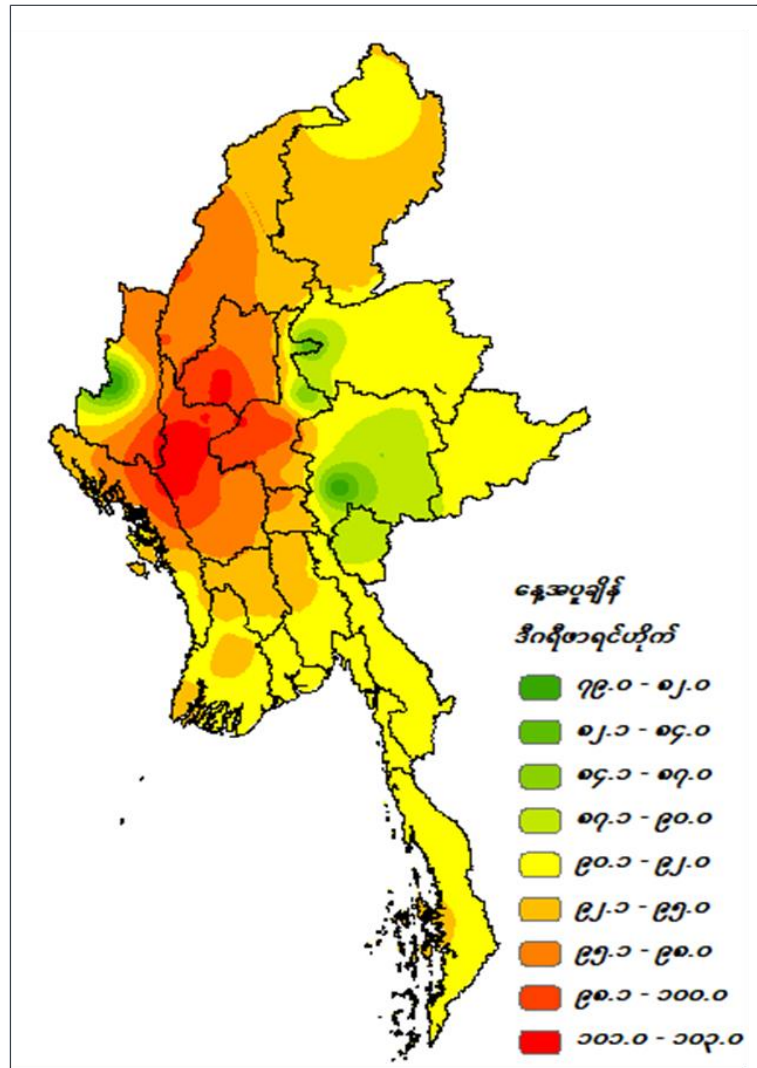 နေ့အပူချိန်
ဒီဂရီဖာရင်ဟိုက်
၇၉.၀ - ၈၂.၀
၈၂.၁ - ၈၄.၀
၈၄.၁ - ၈၇.၀
၈၇.၁ - ၉၀.၀
၉၀.၁ - ၉၂.၀
၉၂.၁ - ၉၅.၀
၉၅.၁ - ၉၈.၀
၉၈.၁ - ၁၀၀.၀
၁၀၁.၀ - ၁၀၃.၀